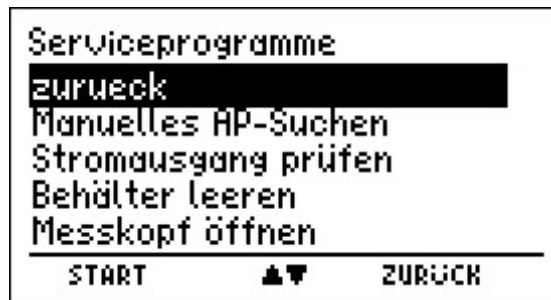 Serviceprogramme
zurueck
Manuelles AP-Suchen
Stromausgang prüfen
Behälter leeren
Messkopf öffnen
START ▲▼ ZURÜCK